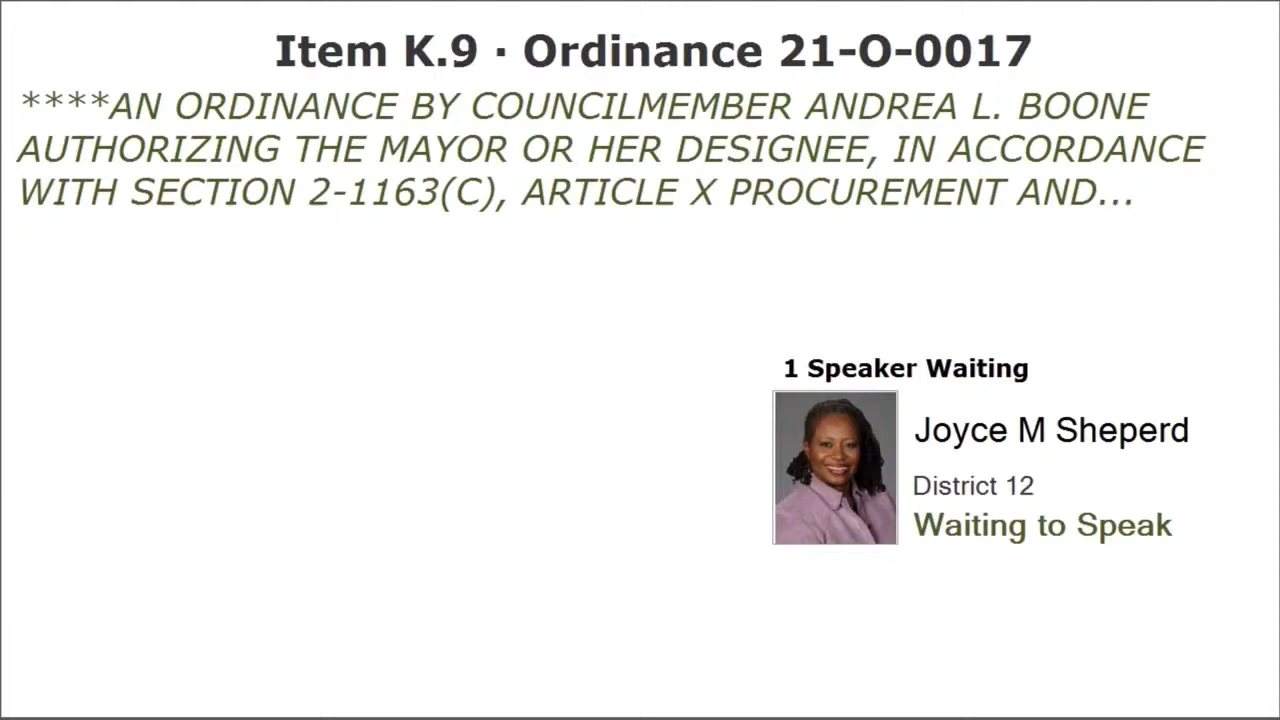 Item K.9 · Ordinance 21-O-0017
****AN ORDINANCE BY COUNCILMEMBER ANDREA L. BOONE
AUTHORIZING THE MAYOR OR HER DESIGNEE, IN ACCORDANCE
WITH SECTION 2-1163(C), ARTICLE X PROCUREMENT AND...
1 Speaker Waiting
Joyce M Sheperd
District 12
Waiting to Speak